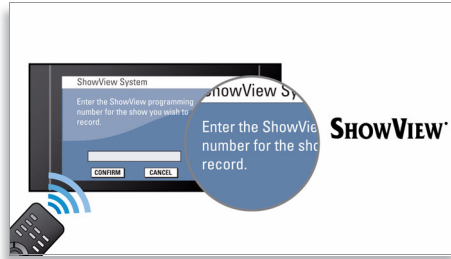 ShowView System
Enter the ShowView programming
number for the show you wish to
record.
CONFIRM
CANCEL
howView Sy
Enter the ShowVie
number for the sho
record.
SHOWVIEW